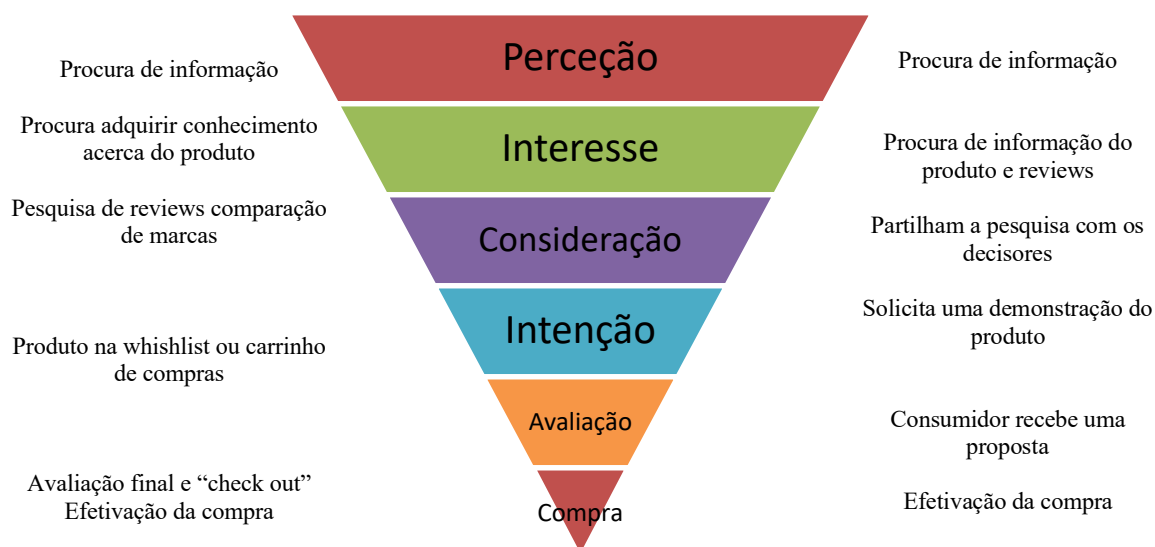 Perceção
Procura de informação
Procura de informação
Procura adquirir conhecimento
acerca do produto
Interesse
Procura de informação do
produto e reviews
Pesquisa de reviews comparação
de marcas
Consideração
Partilham a pesquisa com os
decisores
Intenção
Solicita uma demonstração do
produto
Produto na whishlist ou carrinho
de compras
Avaliação
Consumidor recebe uma
proposta
Avaliação final e “check out”
Efetivação da compra
Compra
Efetivação da compra